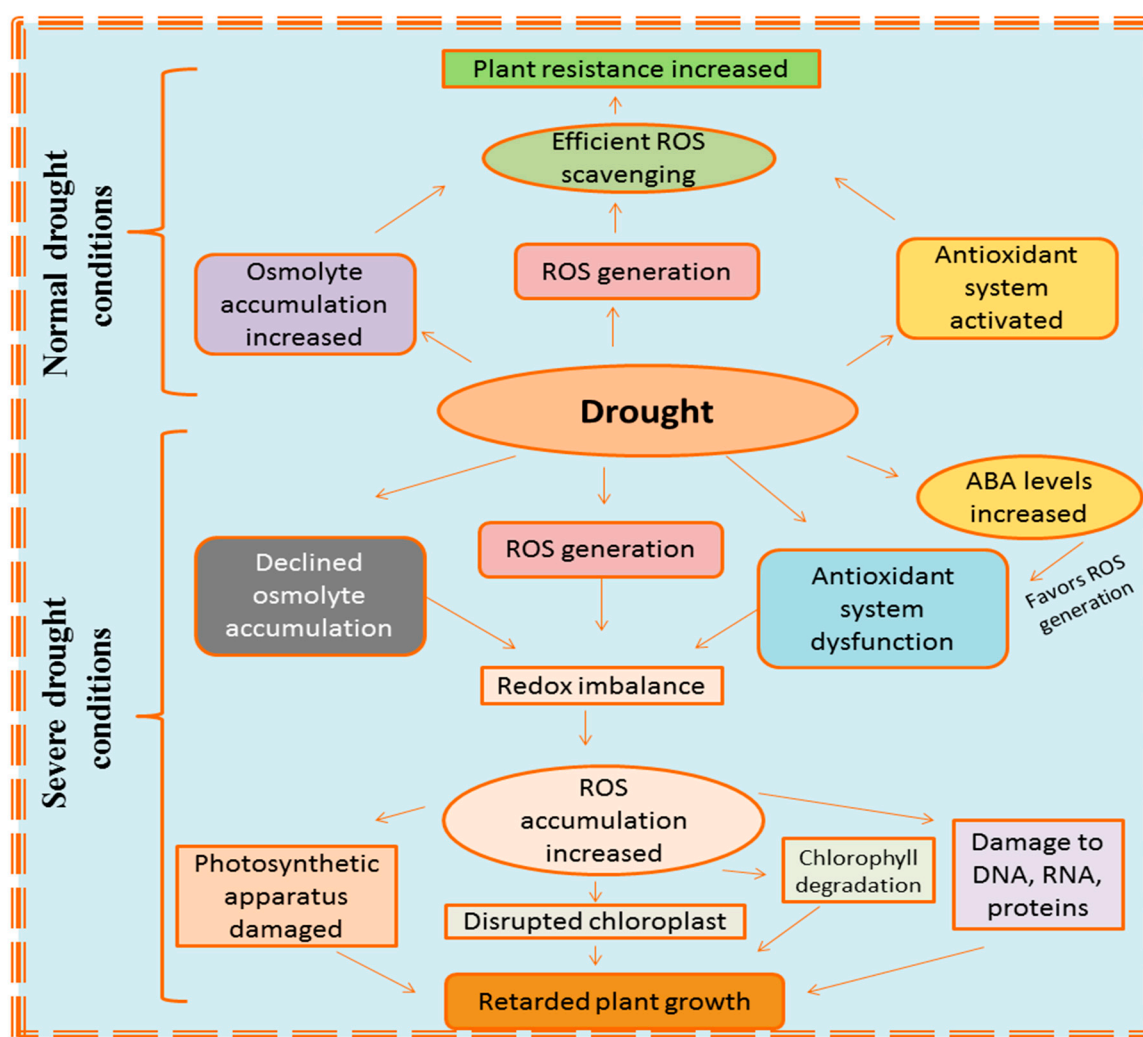 Plant resistance increased
Efficient ROS
scavenging
Normal drought
conditions
Osmolyte
accumulation
increased
ROS generation
Antioxidant
system
activated
Drought
ABA levels
increased
Favors ROS
generation
Severe drought
conditions
Declined
osmolyte
accumulation
ROS generation
Antioxidant
system
dysfunction
Redox imbalance
ROS
accumulation
increased
Photosynthetic
apparatus
damaged
Disrupted chloroplast
Chlorophyll
degradation
Damage to
DNA, RNA,
proteins
Retarded plant growth